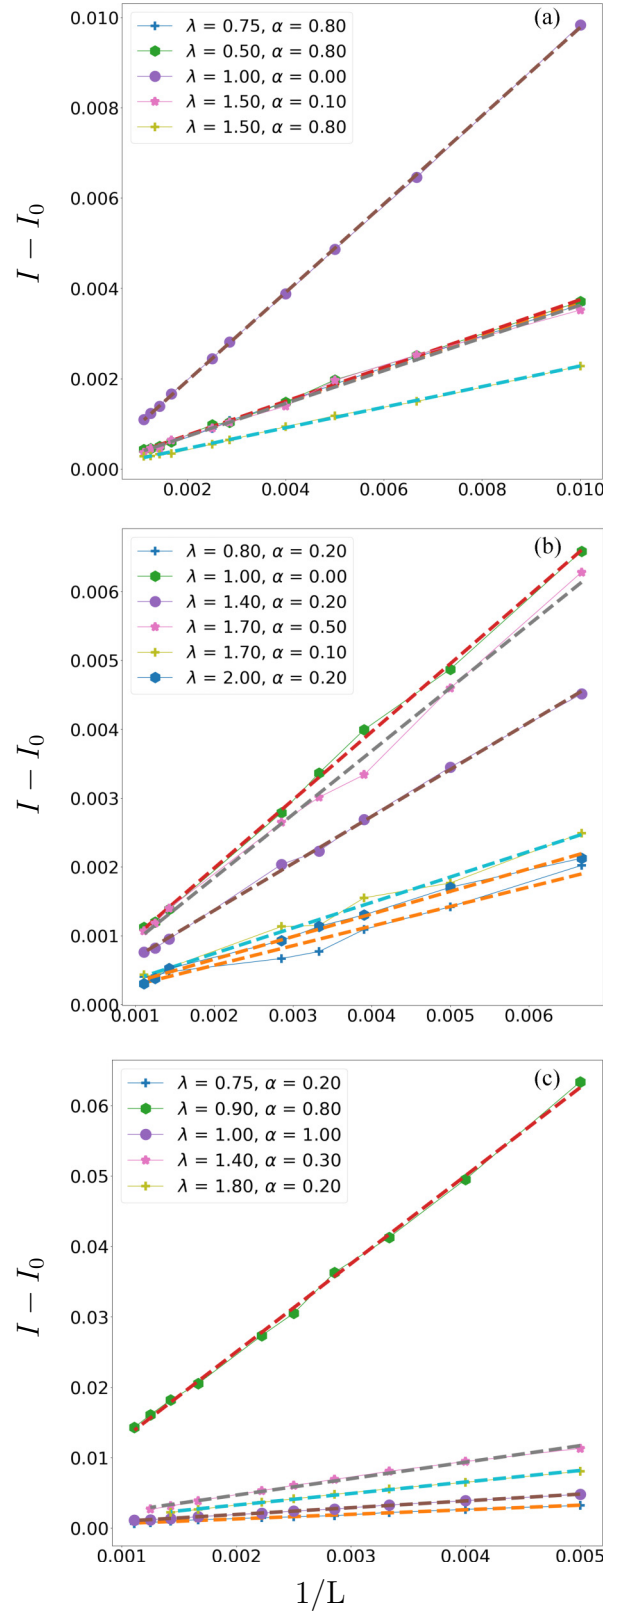 0.010
(a)
λ = 0.75, α = 0.80
λ = 0.50, α = 0.80
λ = 1.00, α = 0.00
λ = 1.50, α = 0.10
λ = 1.50, α = 0.80
0.008
0.006
I − I₀
0.004
0.002
0.000
0.002 0.004 0.006 0.008 0.010
(b)
λ = 0.80, α = 0.20
λ = 1.00, α = 0.00
λ = 1.40, α = 0.20
λ = 1.70, α = 0.50
λ = 1.70, α = 0.10
λ = 2.00, α = 0.20
0.006
0.005
0.004
I − I₀
0.003
0.002
0.001
0.000
0.001 0.002 0.003 0.004 0.005 0.006
(c)
λ = 0.75, α = 0.20
λ = 0.90, α = 0.80
λ = 1.00, α = 1.00
λ = 1.40, α = 0.30
λ = 1.80, α = 0.20
0.06
0.05
0.04
I − I₀
0.03
0.02
0.01
0.00
0.001 0.002 0.003 0.004 0.005
1/L